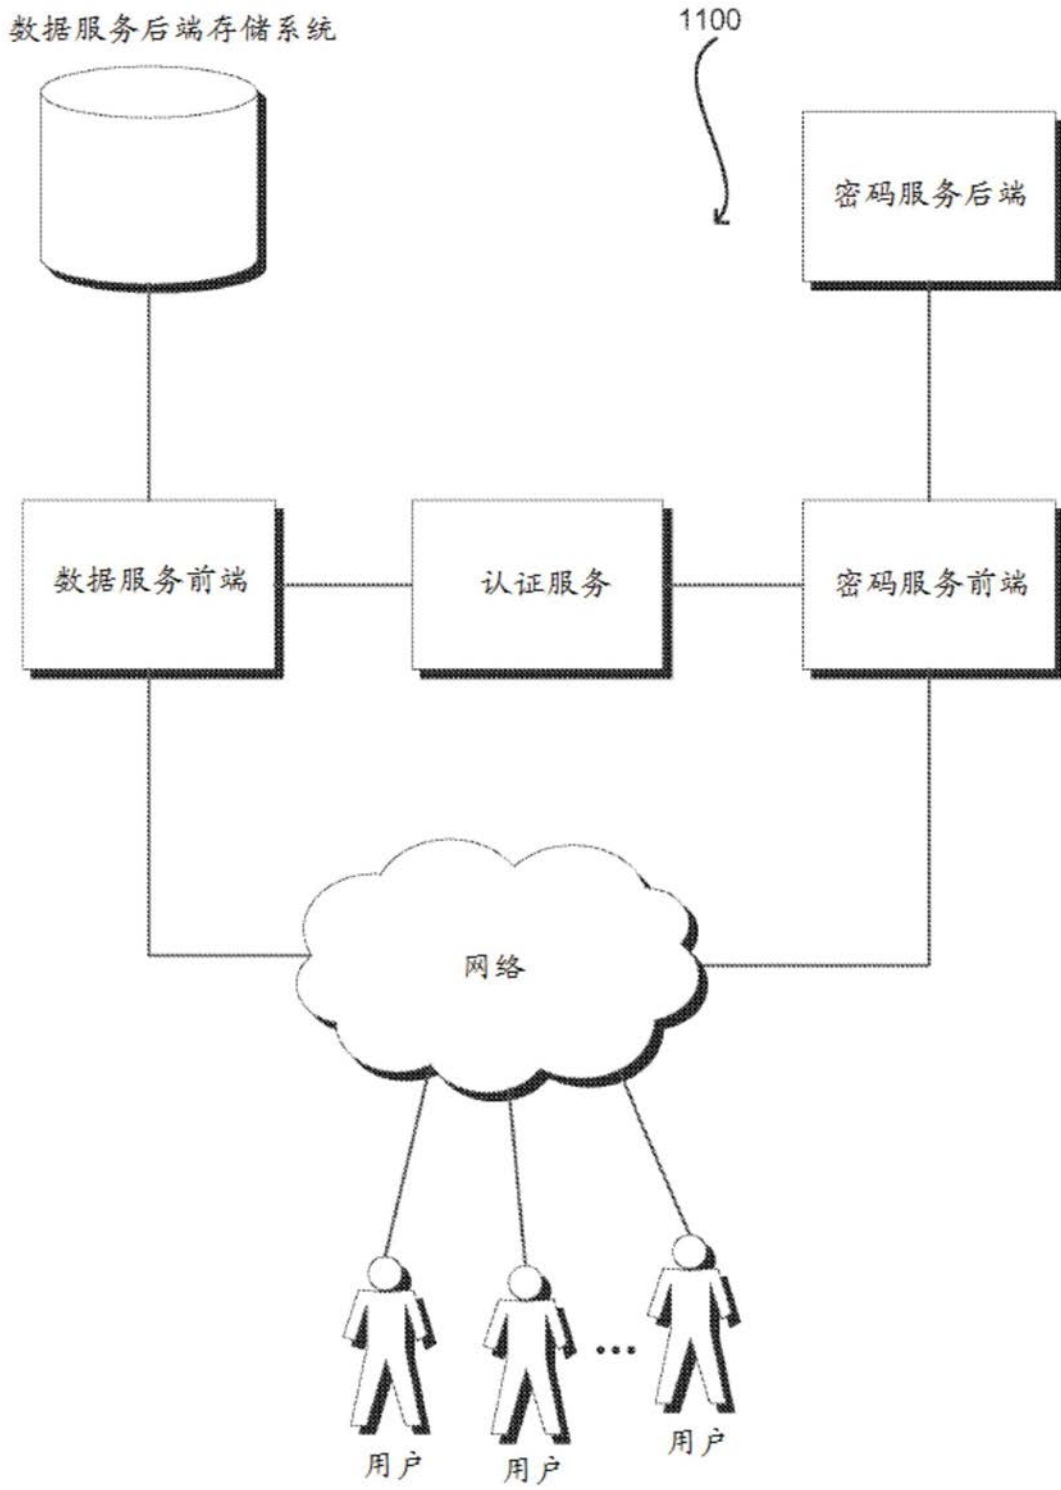 数据服务后端存储系统
1100
密码服务后端
数据服务前端
认证服务
密码服务前端
网络
用户
用户
...
用户